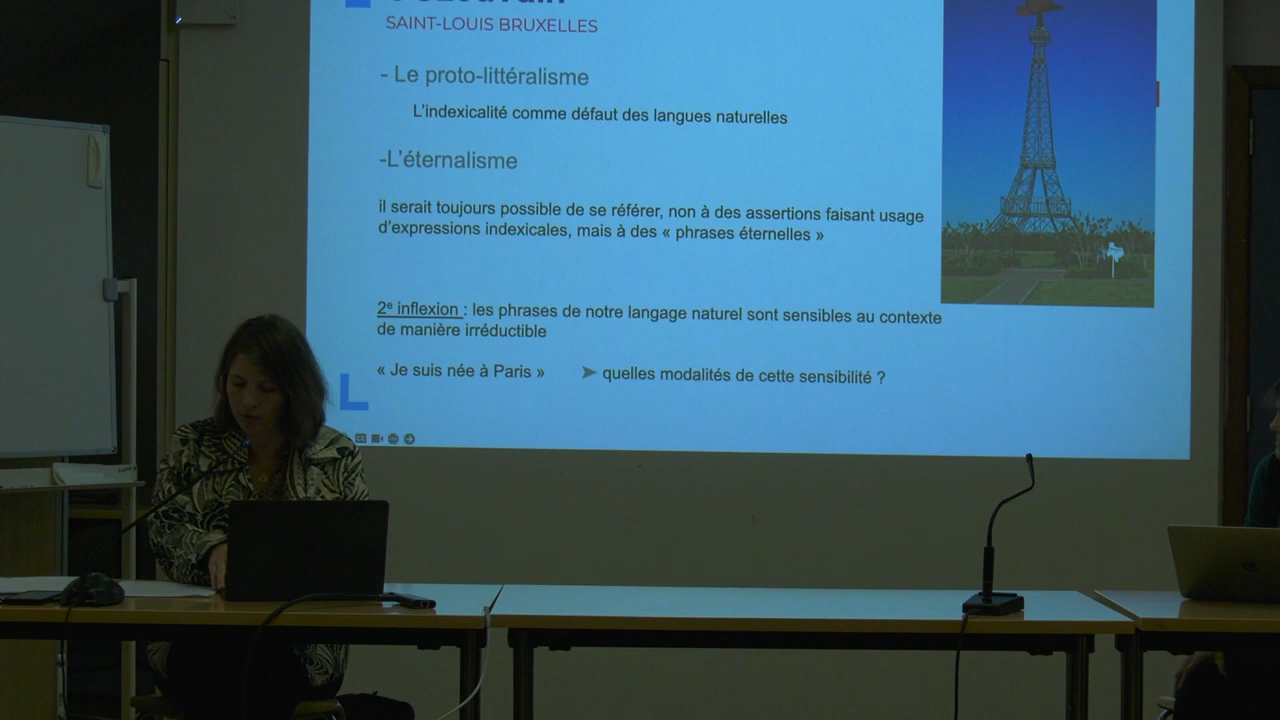 SAINT-LOUIS BRUXELLES
- Le proto-littéralisme
L'indexicalité comme défaut des langues naturelles
-L'éternalisme
il serait toujours possible de se référer, non à des assertions faisant usage
d'expressions indexicales, mais à des « phrases éternelles »
2e inflexion : les phrases de notre langage naturel sont sensibles au contexte
de manière irréductible
« Je suis née à Paris » ➤ quelles modalités de cette sensibilité ?